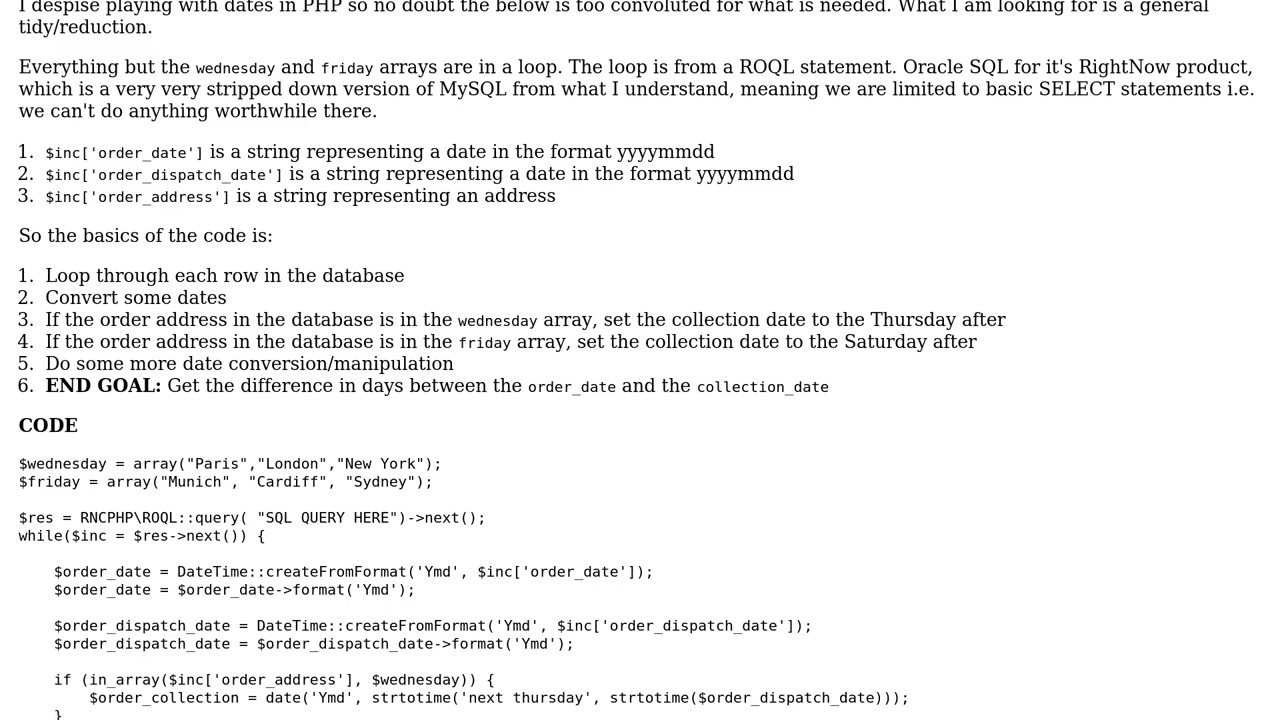 I despise playing with dates in PHP so no doubt the below is too convoluted for what is needed. What I am looking for is a general
tidy/reduction.
Everything but the wednesday and friday arrays are in a loop. The loop is from a ROQL statement. Oracle SQL for it's RightNow product,
which is a very very stripped down version of MySQL from what I understand, meaning we are limited to basic SELECT statements i.e.
we can't do anything worthwhile there.
1. $inc['order_date'] is a string representing a date in the format yyyymmdd
2. $inc['order_dispatch_date'] is a string representing a date in the format yyyymmdd
3. $inc['order_address'] is a string representing an address
So the basics of the code is:
1. Loop through each row in the database
2. Convert some dates
3. If the order address in the database is in the wednesday array, set the collection date to the Thursday after
4. If the order address in the database is in the friday array, set the collection date to the Saturday after
5. Do some more date conversion/manipulation
6. END GOAL: Get the difference in days between the order_date and the collection_date
CODE
$wednesday = array("Paris","London","New York");
$friday = array("Munich", "Cardiff", "Sydney");
$res = RNCPHP\ROQL::query( "SQL QUERY HERE")->next();
while($inc = $res->next()) {
    $order_date = DateTime::createFromFormat('Ymd', $inc['order_date']);
    $order_date = $order_date->format('Ymd');
    $order_dispatch_date = DateTime::createFromFormat('Ymd', $inc['order_dispatch_date']);
    $order_dispatch_date = $order_dispatch_date->format('Ymd');
    if (in_array($inc['order_address'], $wednesday)) {
        $order_collection = date('Ymd', strtotime('next thursday', strtotime($order_dispatch_date)));
    }